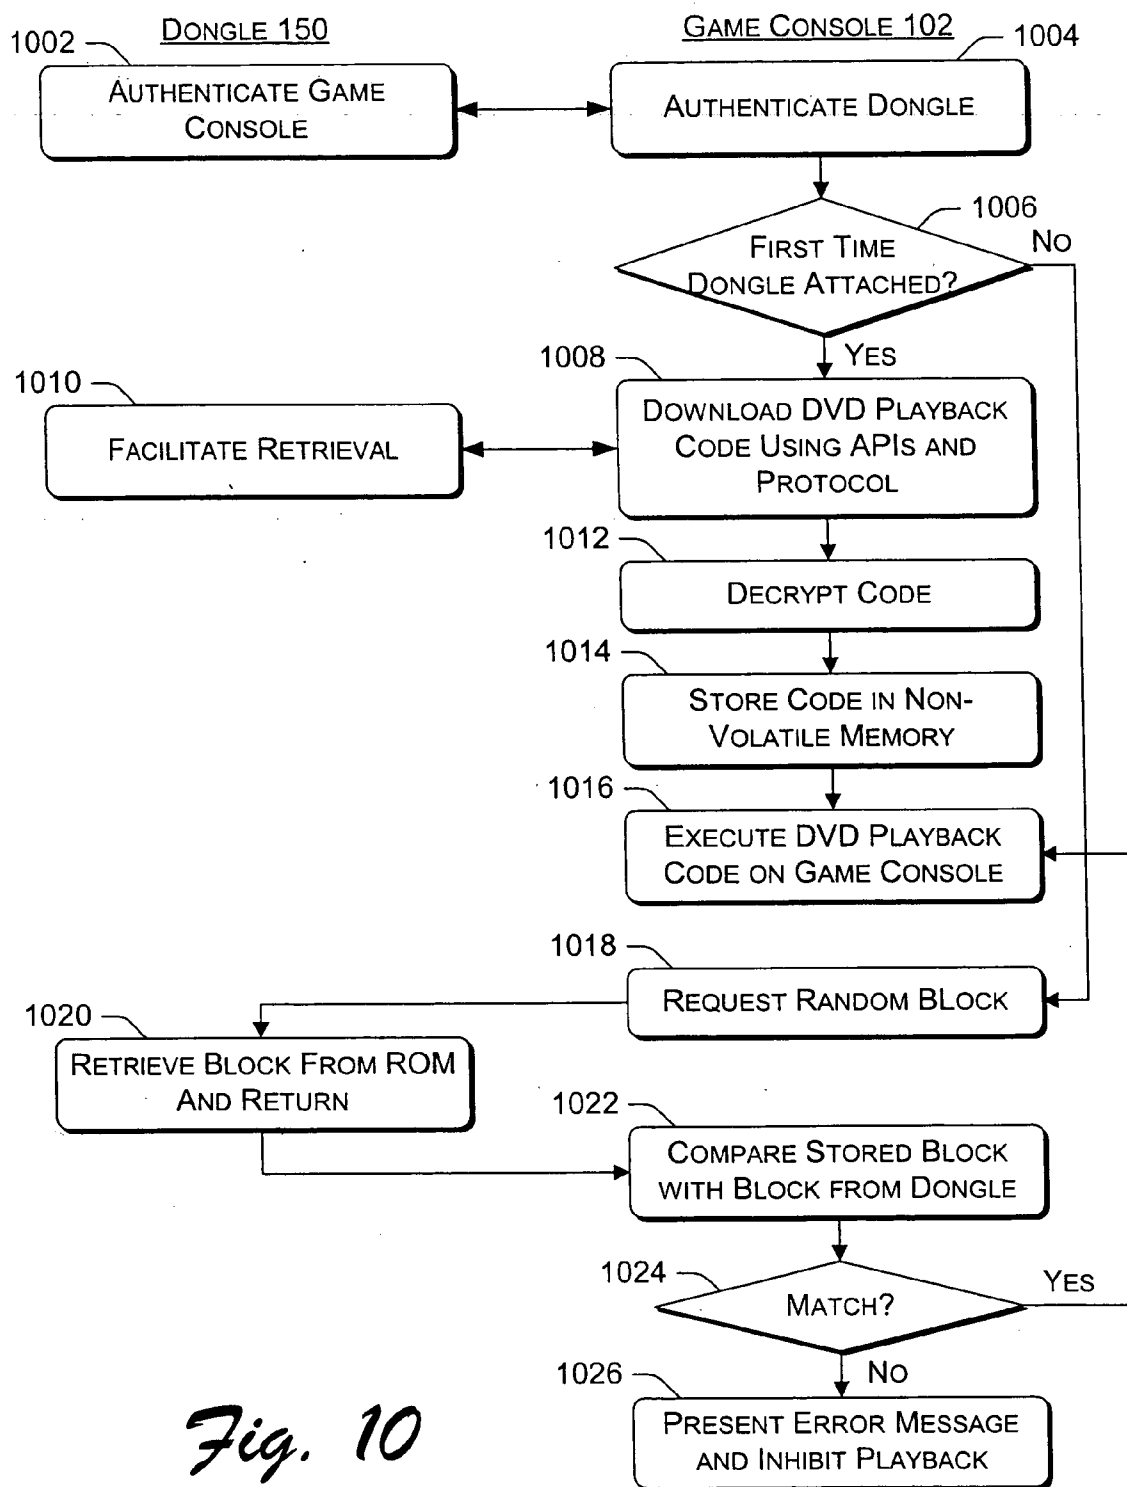 DONGLE 150
GAME CONSOLE 102
1002
1004
AUTHENTICATE GAME
CONSOLE
AUTHENTICATE DONGLE
1006
FIRST TIME
DONGLE ATTACHED?
NO
YES
1008
1010
DOWNLOAD DVD PLAYBACK
CODE USING APIS AND
PROTOCOL
FACILITATE RETRIEVAL
1012
DECRYPT CODE
1014
STORE CODE IN NON-
VOLATILE MEMORY
1016
EXECUTE DVD PLAYBACK
CODE ON GAME CONSOLE
1018
REQUEST RANDOM BLOCK
1020
RETRIEVE BLOCK FROM ROM
AND RETURN
1022
COMPARE STORED BLOCK
WITH BLOCK FROM DONGLE
1024
MATCH?
YES
NO
1026
PRESENT ERROR MESSAGE
AND INHIBIT PLAYBACK
Fig. 10